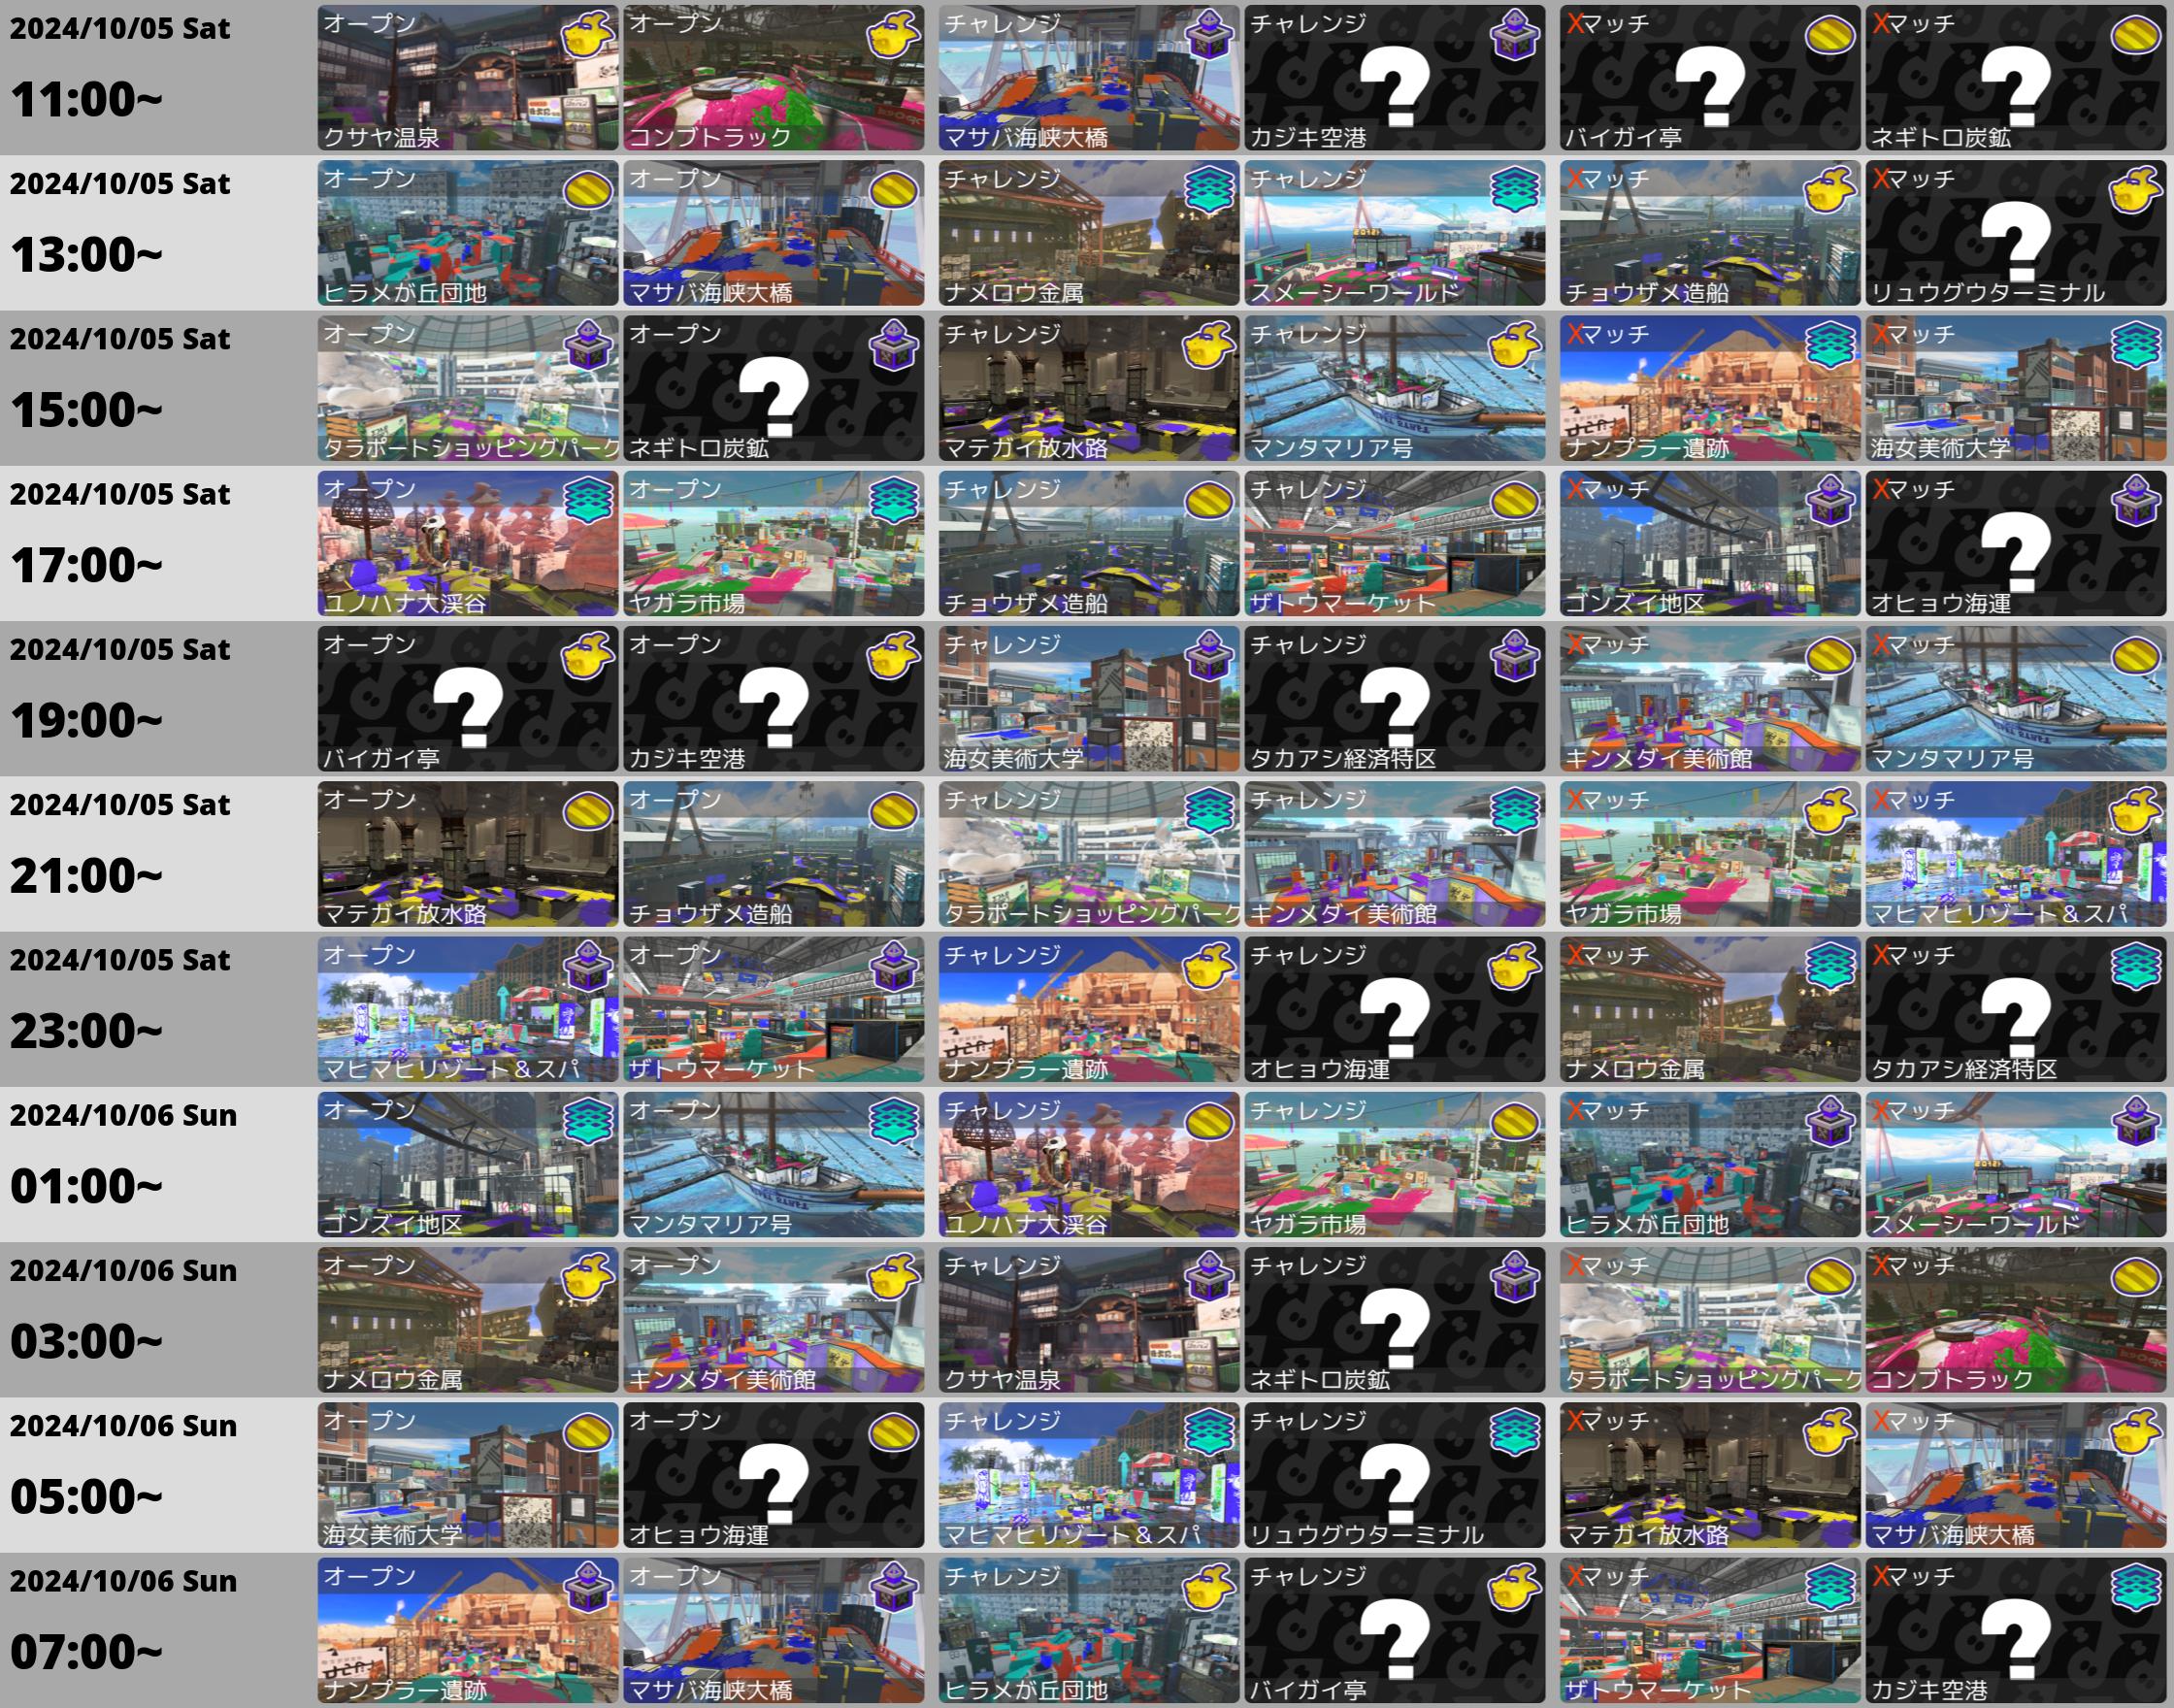 2024/10/05 Sat
11:00~
オープン
クサヤ温泉
オープン
コンブトラック
チャレンジ
マサバ海峡大橋
チャレンジ
カジキ空港
Xマッチ
バイガイ亭
Xマッチ
ネギトロ炭鉱
2024/10/05 Sat
13:00~
オープン
ヒラメが丘団地
オープン
マサバ海峡大橋
チャレンジ
ナメロウ金属
チャレンジ
スメーシーワールド
Xマッチ
チョウザメ造船
Xマッチ
リュウグウターミナル
2024/10/05 Sat
15:00~
オープン
タラポートショッピングパーク
オープン
ネギトロ炭鉱
チャレンジ
マテガイ放水路
チャレンジ
マンタマリア号
Xマッチ
ナンプラー遺跡
Xマッチ
海女美術大学
2024/10/05 Sat
17:00~
オープン
ユノハナ大渓谷
オープン
ヤガラ市場
チャレンジ
チョウザメ造船
チャレンジ
ザトウマーケット
Xマッチ
ゴンズイ地区
Xマッチ
オヒョウ海運
2024/10/05 Sat
19:00~
オープン
バイガイ亭
オープン
カジキ空港
チャレンジ
海女美術大学
チャレンジ
タカアシ経済特区
Xマッチ
キンメダイ美術館
Xマッチ
マンタマリア号
2024/10/05 Sat
21:00~
オープン
マテガイ放水路
オープン
チョウザメ造船
チャレンジ
タラポートショッピングパーク
チャレンジ
キンメダイ美術館
Xマッチ
ヤガラ市場
Xマッチ
マヒマヒリゾート＆スパ
2024/10/05 Sat
23:00~
オープン
マヒマヒリゾート＆スパ
オープン
ザトウマーケット
チャレンジ
ナンプラー遺跡
チャレンジ
オヒョウ海運
Xマッチ
ナメロウ金属
Xマッチ
タカアシ経済特区
2024/10/06 Sun
01:00~
オープン
ゴンズイ地区
オープン
マンタマリア号
チャレンジ
ユノハナ大渓谷
チャレンジ
ヤガラ市場
Xマッチ
ヒラメが丘団地
Xマッチ
スメーシーワールド
2024/10/06 Sun
03:00~
オープン
ナメロウ金属
オープン
キンメダイ美術館
チャレンジ
クサヤ温泉
チャレンジ
ネギトロ炭鉱
Xマッチ
タラポートショッピングパーク
Xマッチ
コンブトラック
2024/10/06 Sun
05:00~
オープン
海女美術大学
オープン
オヒョウ海運
チャレンジ
マヒマヒリゾート＆スパ
チャレンジ
リュウグウターミナル
Xマッチ
マテガイ放水路
Xマッチ
マサバ海峡大橋
2024/10/06 Sun
07:00~
オープン
ナンプラー遺跡
オープン
マサバ海峡大橋
チャレンジ
ヒラメが丘団地
チャレンジ
バイガイ亭
Xマッチ
ザトウマーケット
Xマッチ
カジキ空港